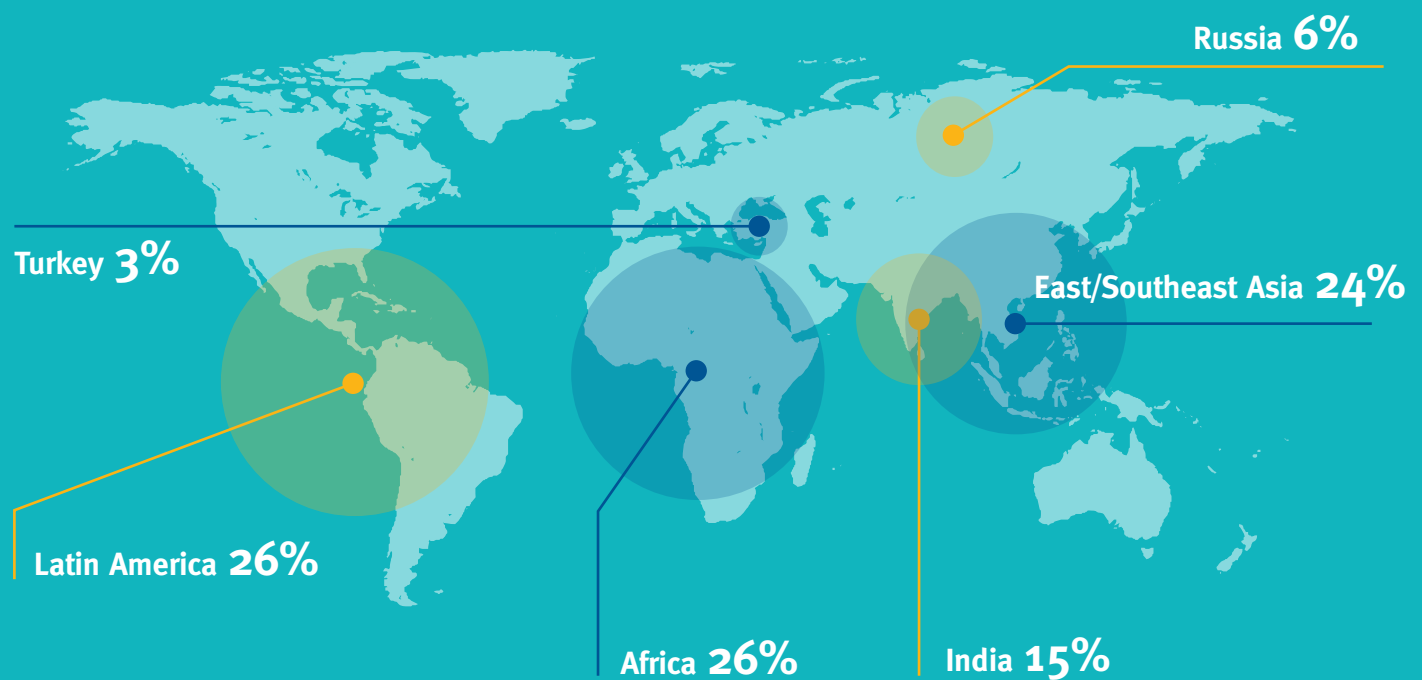 Russia 6%
Turkey 3%
East/Southeast Asia 24%
Latin America 26%
Africa 26%
India 15%